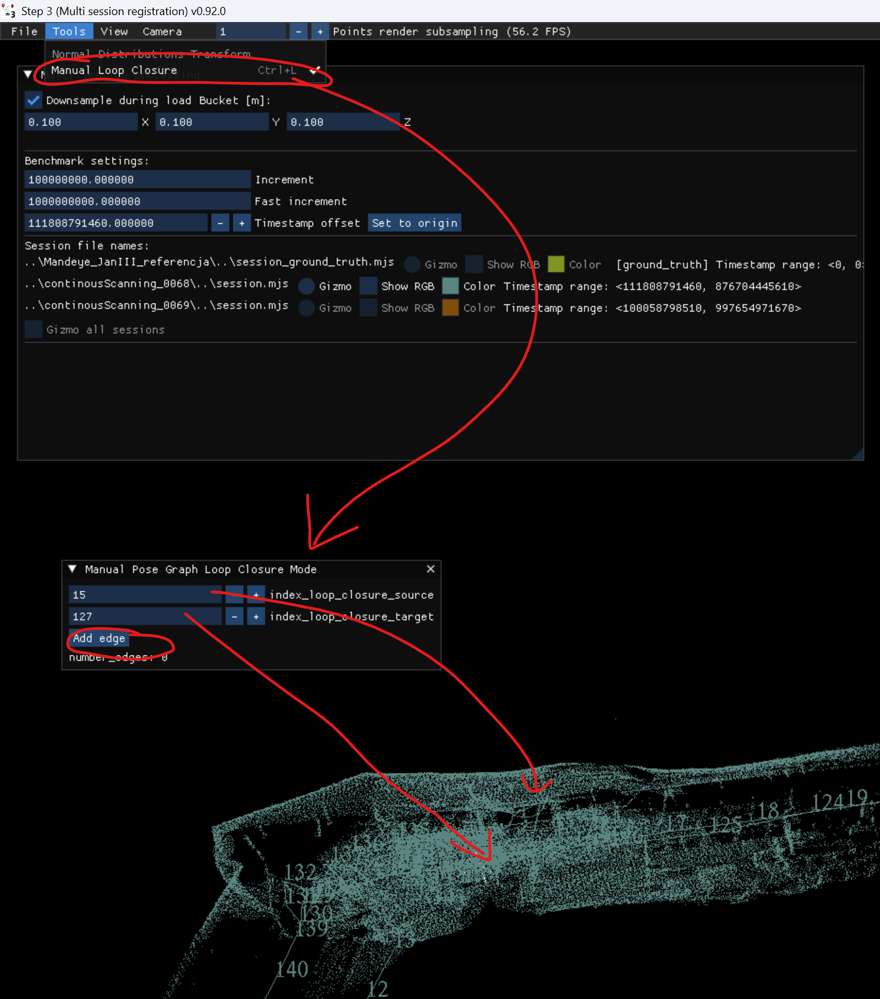 Step 3 (Multi session registration) v0.92.0
File Tools View Camera 1 - + Points render subsampling (56.2 FPS)
Normal Distributions Transform
Manual Loop Closure Ctrl+L
Downsample during load Bucket [m]:
0.100 X 0.100 Y 0.100 Z
Benchmark settings:
100000000.000000 Increment
1000000000.000000 Fast increment
111808791460.000000 - + Timestamp offset Set to origin
Session file names:
..\Mandeye_JanIII_referencja\..\session_ground_truth.mjs Gizmo Show RGB Color [ground_truth] Timestamp range: <0, 0>
..\continousScanning_0068\..\session.mjs Gizmo Show RGB Color Timestamp range: <111808791460, 876704445610>
..\continousScanning_0069\..\session.mjs Gizmo Show RGB Color Timestamp range: <100058798510, 997654971670>
Gizmo all sessions
Manual Pose Graph Loop Closure Mode
15 - + index_loop_closure_source
127 - + index_loop_closure_target
Add edge
number_edges: 0
124 19
18
17 125
132
130
139
13
140
12